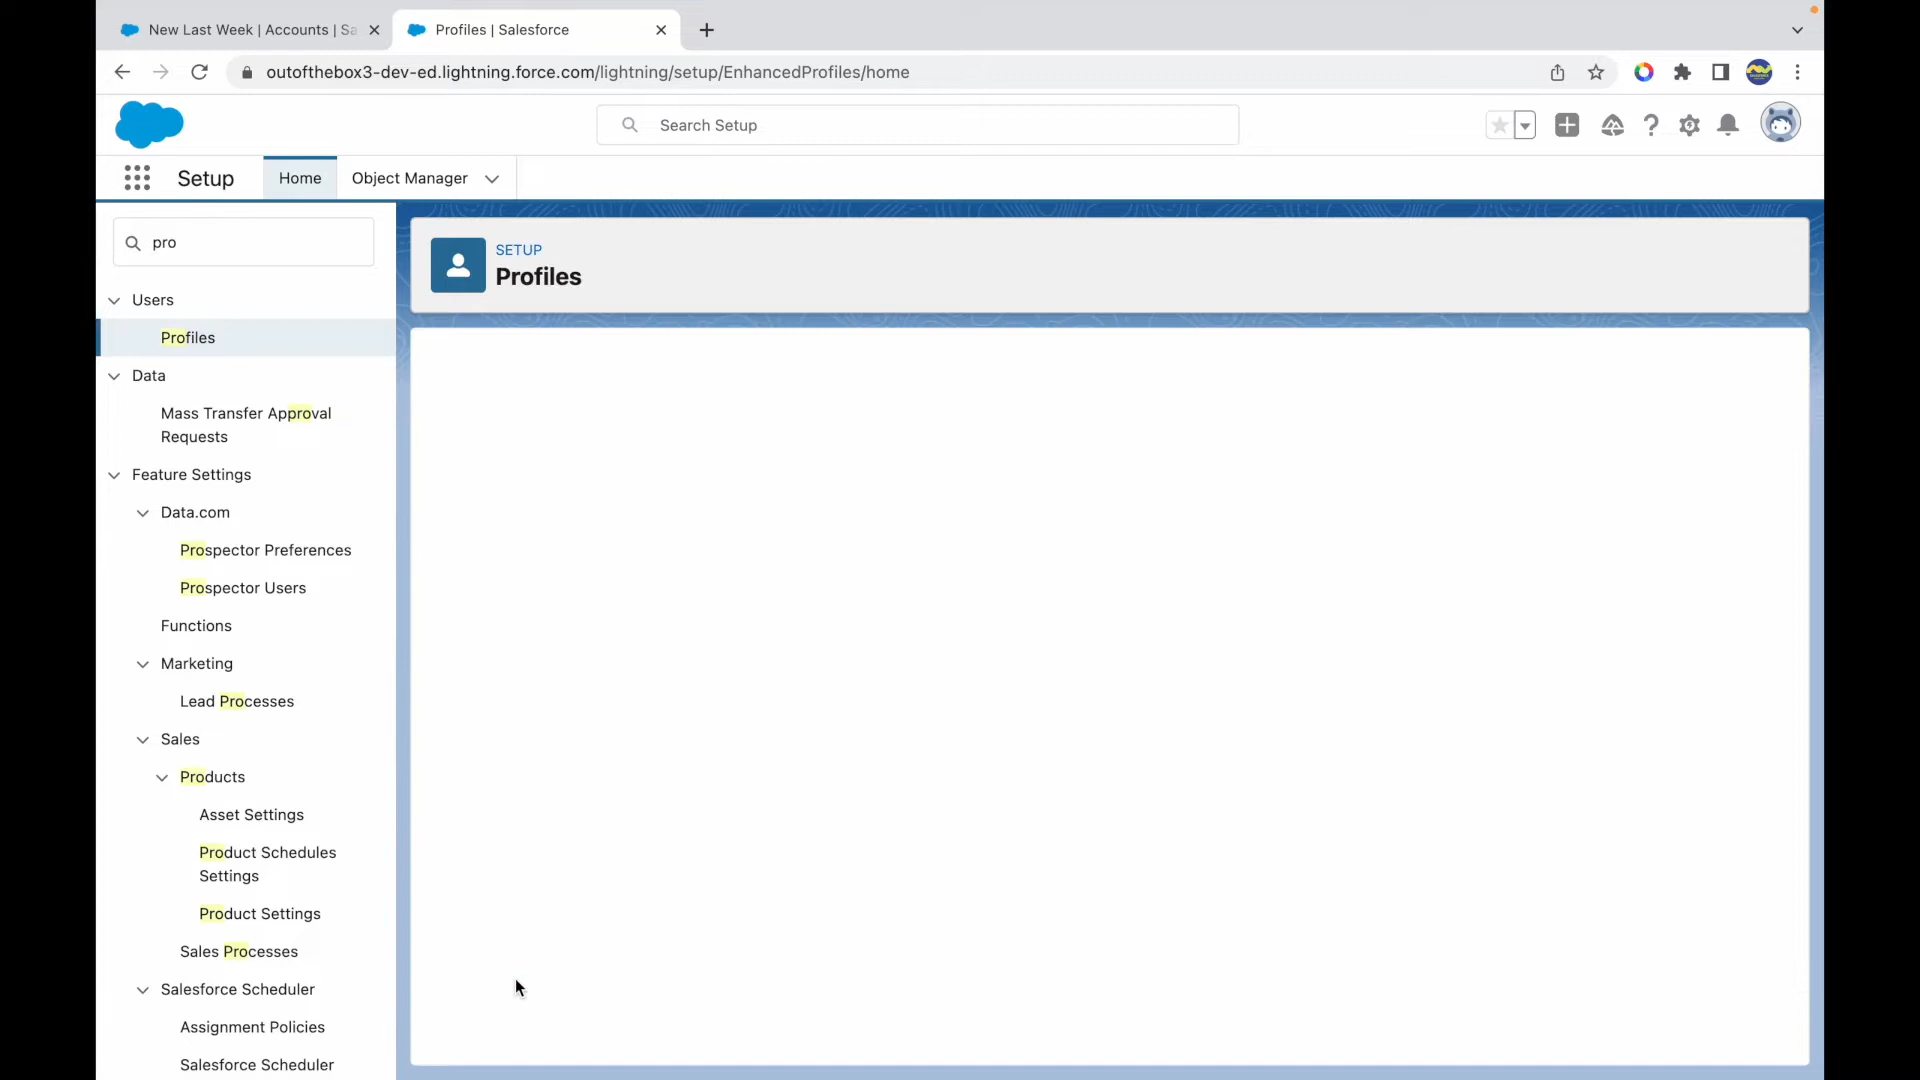 New Last Week | Accounts | Sa
Profiles | Salesforce
outofthebox3-dev-ed.lightning.force.com/lightning/setup/EnhancedProfiles/home
Search Setup
Setup
Home
Object Manager
pro
Users
Profiles
Data
Mass Transfer Approval
Requests
Feature Settings
Data.com
Prospector Preferences
Prospector Users
Functions
Marketing
Lead Processes
Sales
Products
Asset Settings
Product Schedules
Settings
Product Settings
Sales Processes
Salesforce Scheduler
Assignment Policies
Salesforce Scheduler
SETUP
Profiles